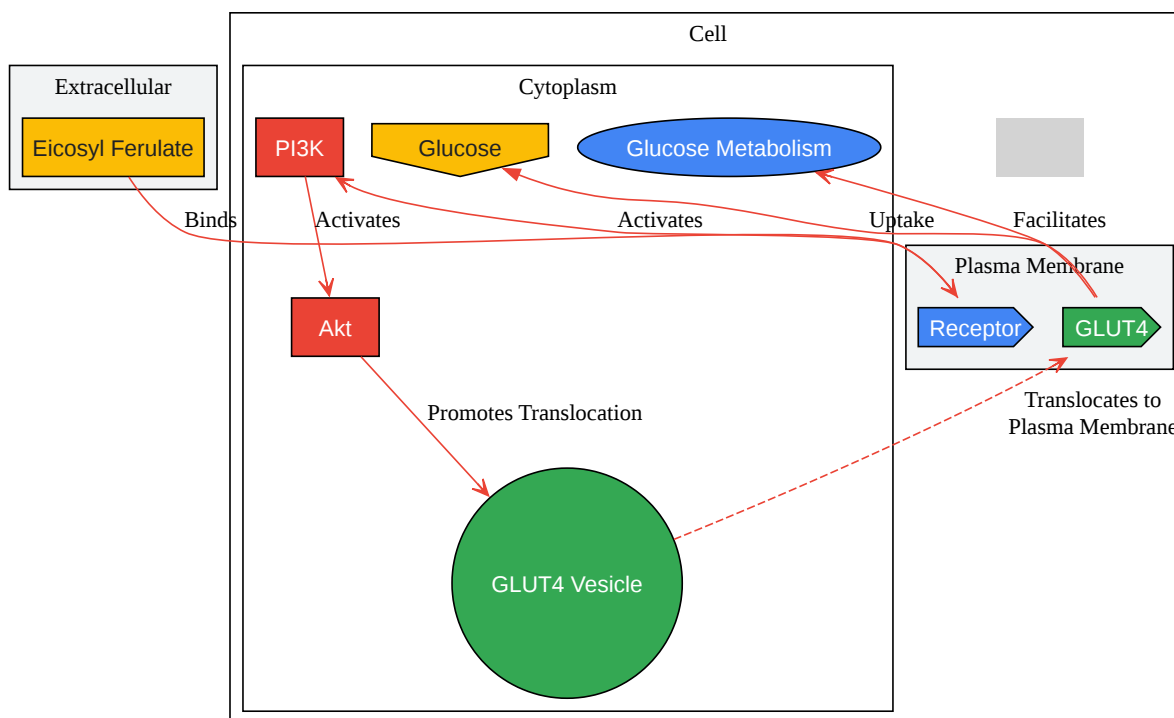 Cell
Extracellular
Cytoplasm
Eicosyl Ferulate
PI3K
Glucose
Glucose Metabolism
Binds
Activates
Activates
Uptake
Facilitates
Plasma Membrane
Akt
Receptor
GLUT4
Promotes Translocation
Translocates to
Plasma Membrane
GLUT4 Vesicle